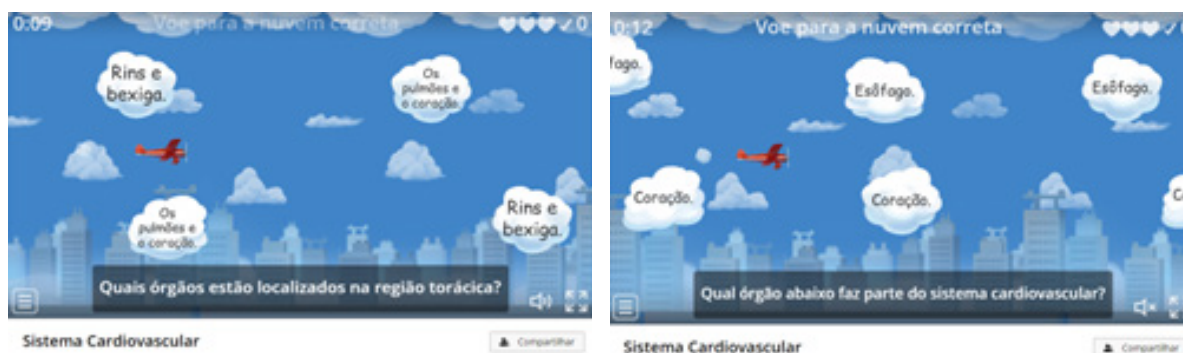 0:09
Voe para a nuvem correta
0
Rins e
bexiga.
Os
pulmões e
o coração.
Os
pulmões e
o coração.
Rins e
bexiga.
Quais órgãos estão localizados na região torácica?
Sistema Cardiovascular
Compartilhar
0:12
Voe para a nuvem correta
Esôfago.
Esôfago.
Coração.
Coração.
Qual órgão abaixo faz parte do sistema cardiovascular?
Sistema Cardiovascular
Compartilhar